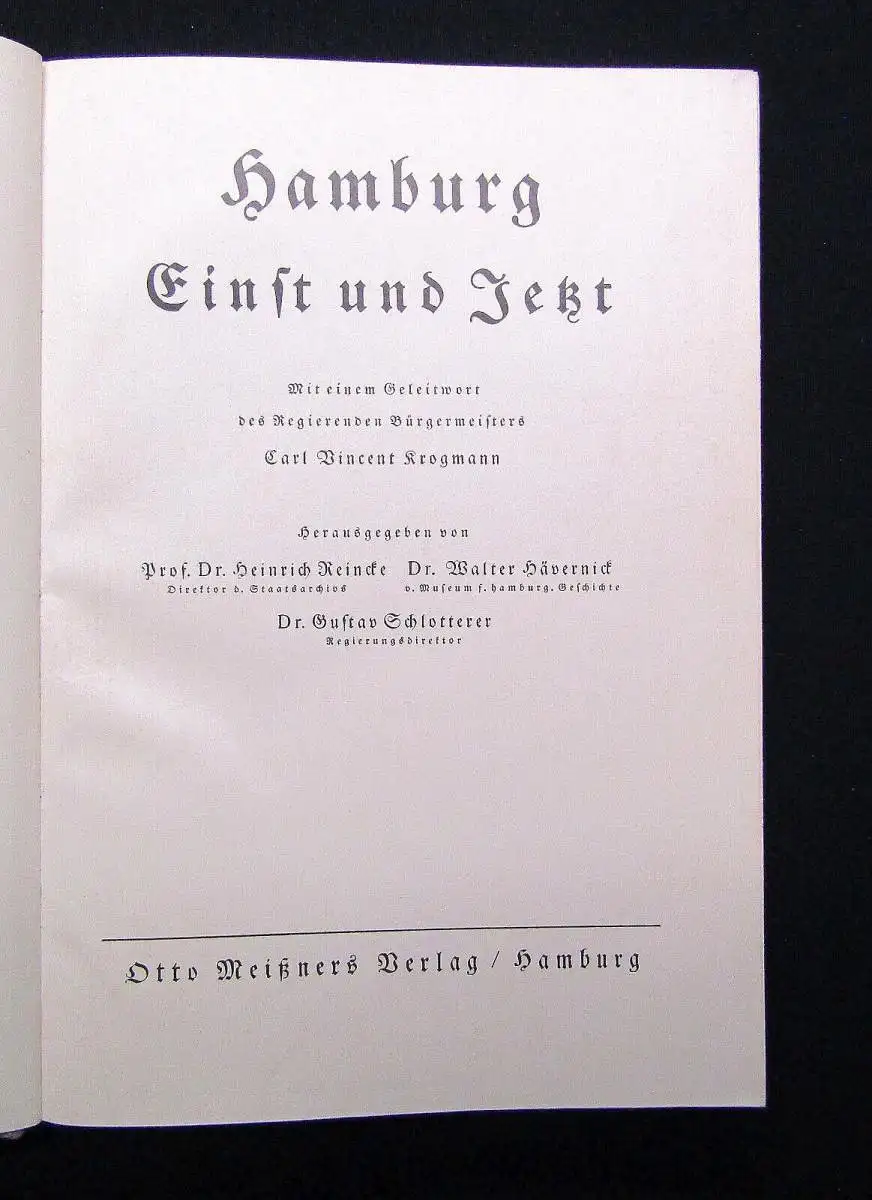 Hamburg
Einſt und Jetzt
Mit einem Geleitwort
des Regierenden Bürgermeiſters
Carl Vincent Krogmann
Herausgegeben von
Prof. Dr. Heinrich Reincke Dr. Walter Hävernick
Direktor d. Staatsarchivs v. Muſeum f. hamburg. Geſchichte
Dr. Guſtav Schlotterer
Regierungsdirektor
Otto Meißners Verlag / Hamburg